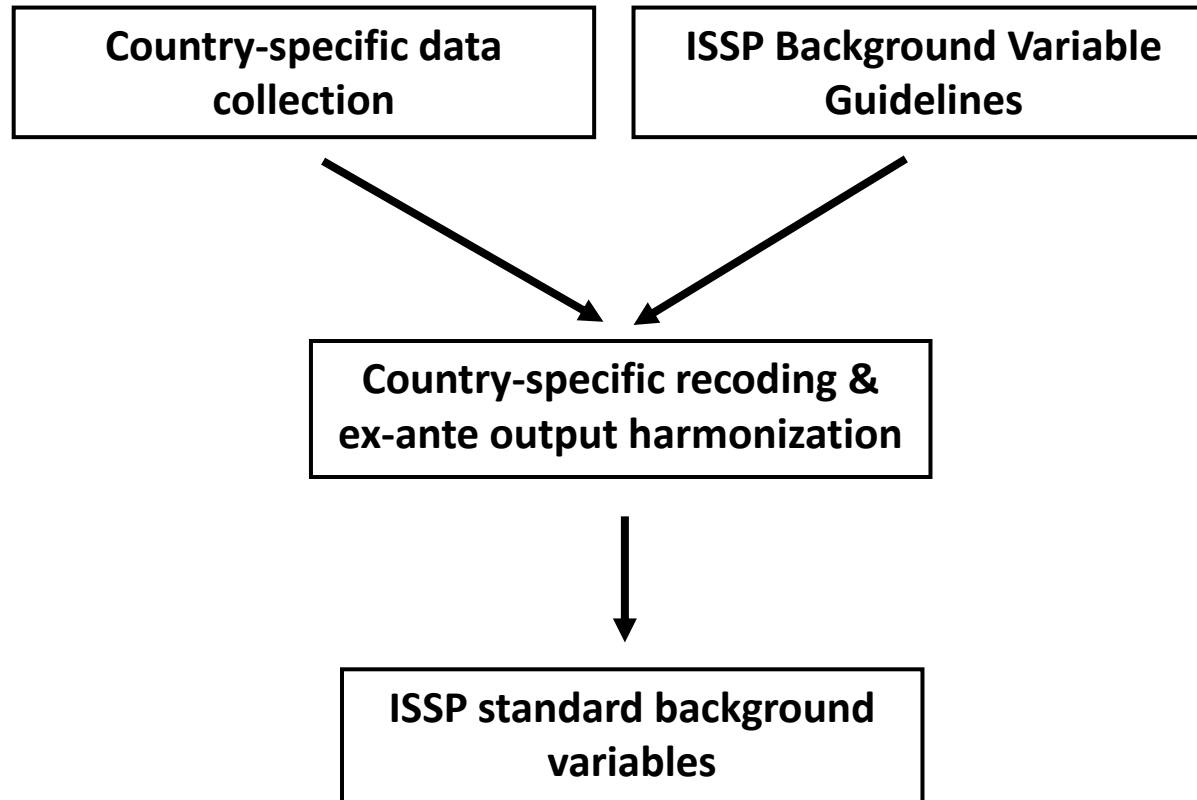 Country-specific data
collection
ISSP Background Variable
Guidelines
Country-specific recoding &
ex-ante output harmonization
ISSP standard background
variables